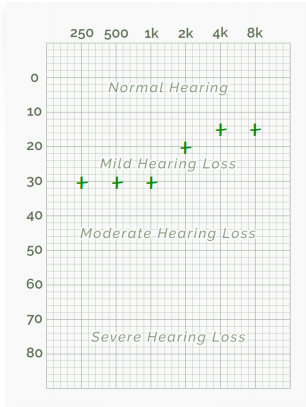 250 500 1k 2k 4k 8k
0
Normal Hearing
10
20
Mild Hearing Loss
30
40
Moderate Hearing Loss
50
60
70
Severe Hearing Loss
80